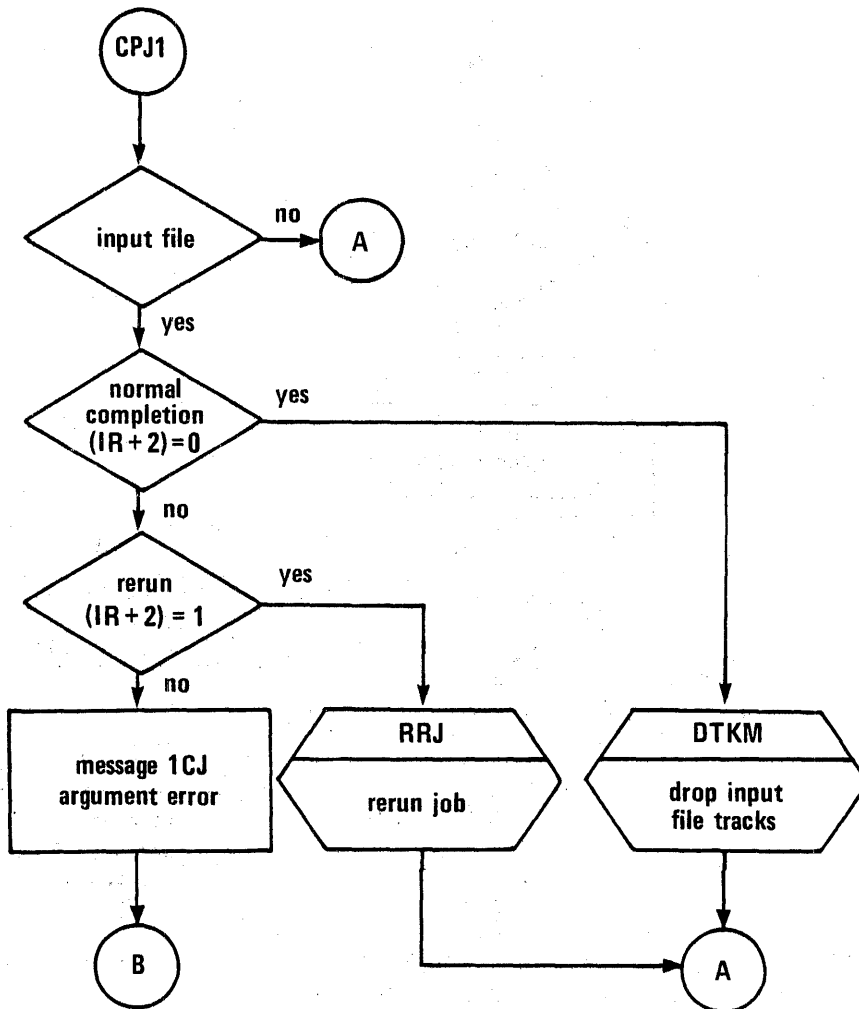 CPJ1
input file
no
A
yes
normal
completion
(IR+2)=0
yes
no
rerun
(IR+2) = 1
yes
no
message 1CJ
argument error
RRJ
rerun job
DTKM
drop input
file tracks
B
A